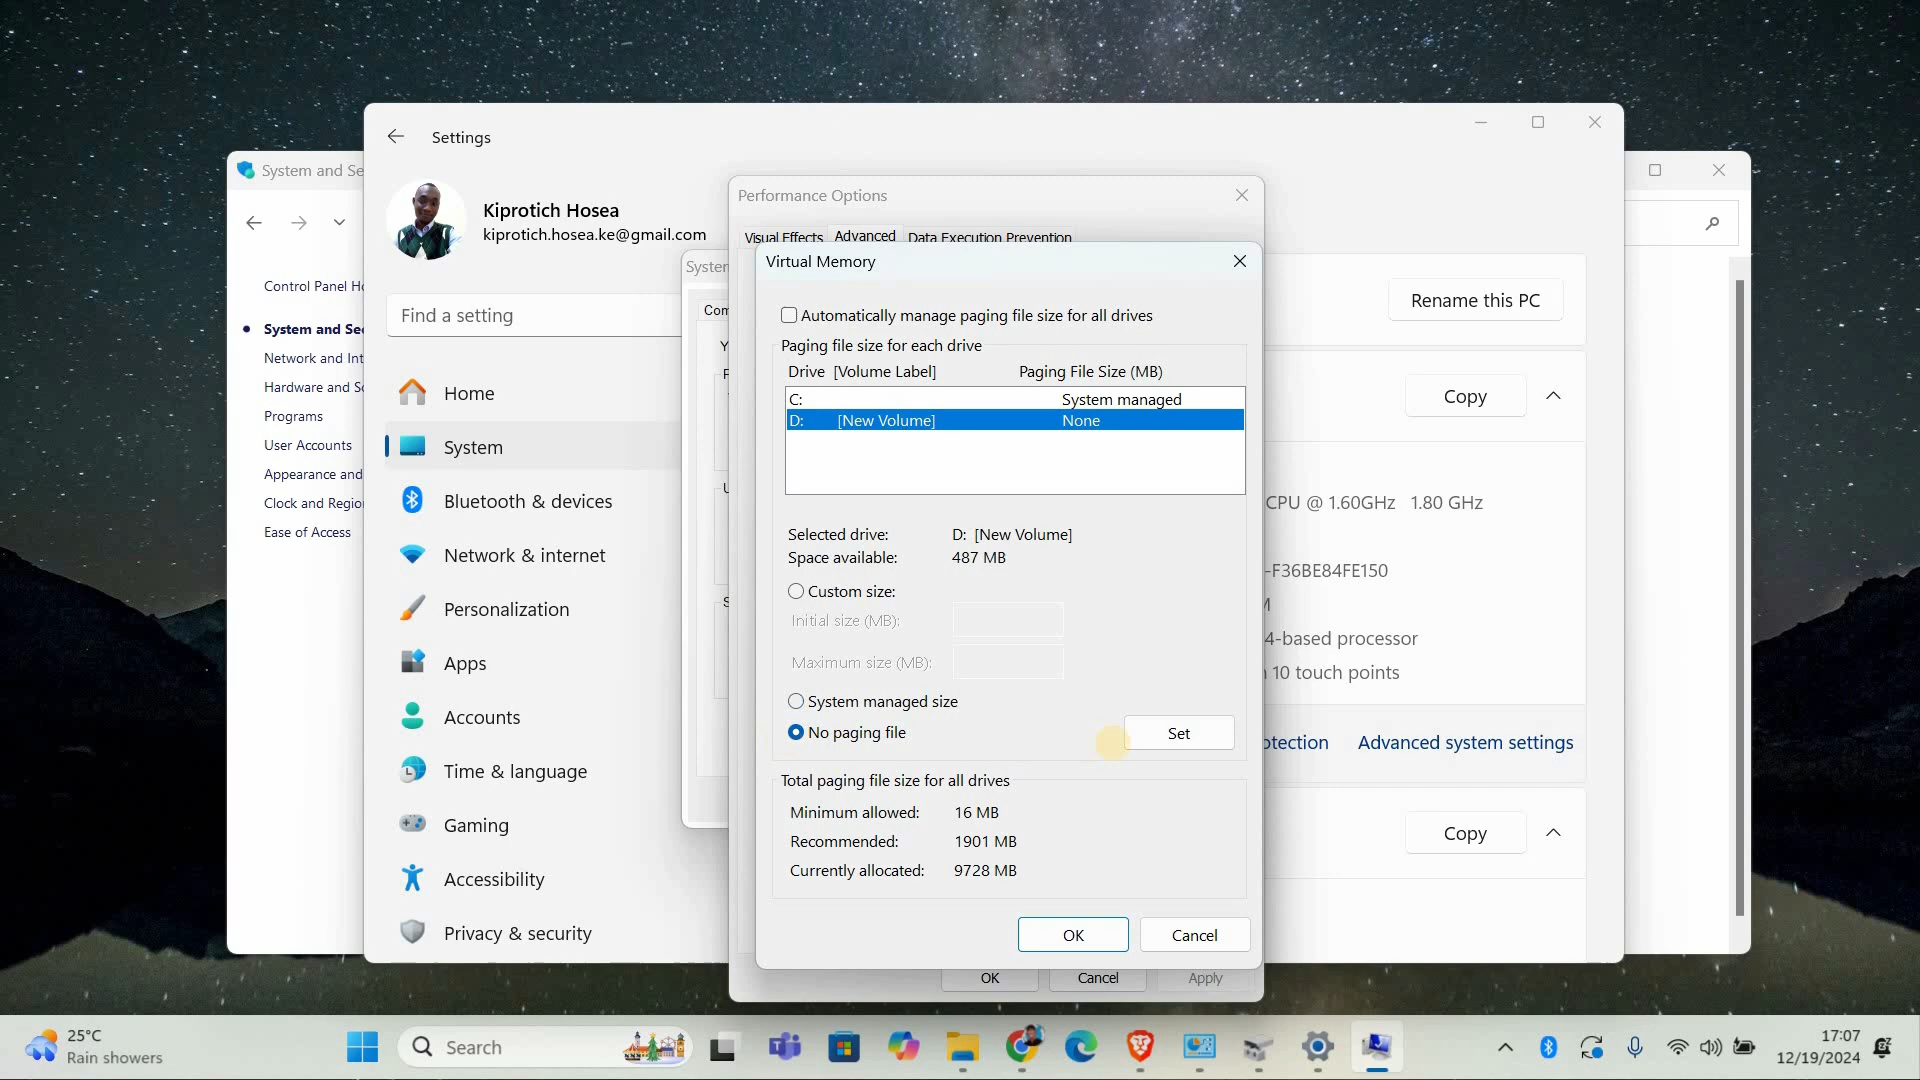 Settings
System and Se
Kiprotich Hosea
kiprotich.hosea.ke@gmail.com
Find a setting
Control Panel Ho
System and Sec
Network and Int
Hardware and So
Programs
User Accounts
Appearance and
Clock and Region
Ease of Access
Home
System
Bluetooth & devices
Network & internet
Personalization
Apps
Accounts
Time & language
Gaming
Accessibility
Privacy & security
System
Com
Y
P
U
S
Performance Options
Visual Effects Advanced Data Execution Prevention
Virtual Memory
Automatically manage paging file size for all drives
Paging file size for each drive
Drive [Volume Label] Paging File Size (MB)
C: System managed
D: [New Volume] None
Selected drive: D: [New Volume]
Space available: 487 MB
Custom size:
Initial size (MB):
Maximum size (MB):
System managed size
No paging file
Set
Total paging file size for all drives
Minimum allowed: 16 MB
Recommended: 1901 MB
Currently allocated: 9728 MB
OK Cancel
OK Cancel Apply
Rename this PC
Copy
CPU @ 1.60GHz 1.80 GHz
-F36BE84FE150
4-based processor
10 touch points
otection Advanced system settings
Copy
25°C
Rain showers
Search
17:07
12/19/2024